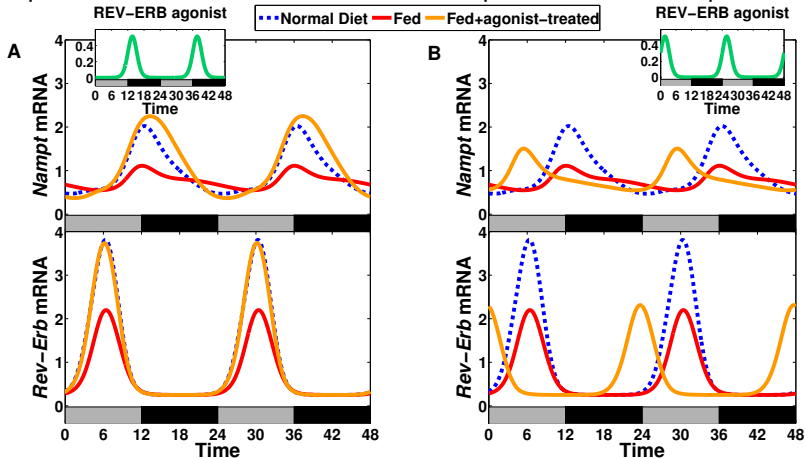 REV−ERB agonist
Normal Diet Fed Fed+agonist−treated
REV−ERB agonist
A
4
3
2
1
0
Nampt mRNA
0.4
0.2
0
0 6 12 18 24 30 36 42 48
Time
B
4
3
2
1
0
Nampt mRNA
0.4
0.2
0
0 6 12 18 24 30 36 42 48
Time
4
3
2
1
0
Rev−Erb mRNA
0 6 12 18 24 30 36 42 48
Time
4
3
2
1
0
Rev−Erb mRNA
0 6 12 18 24 30 36 42 48
Time